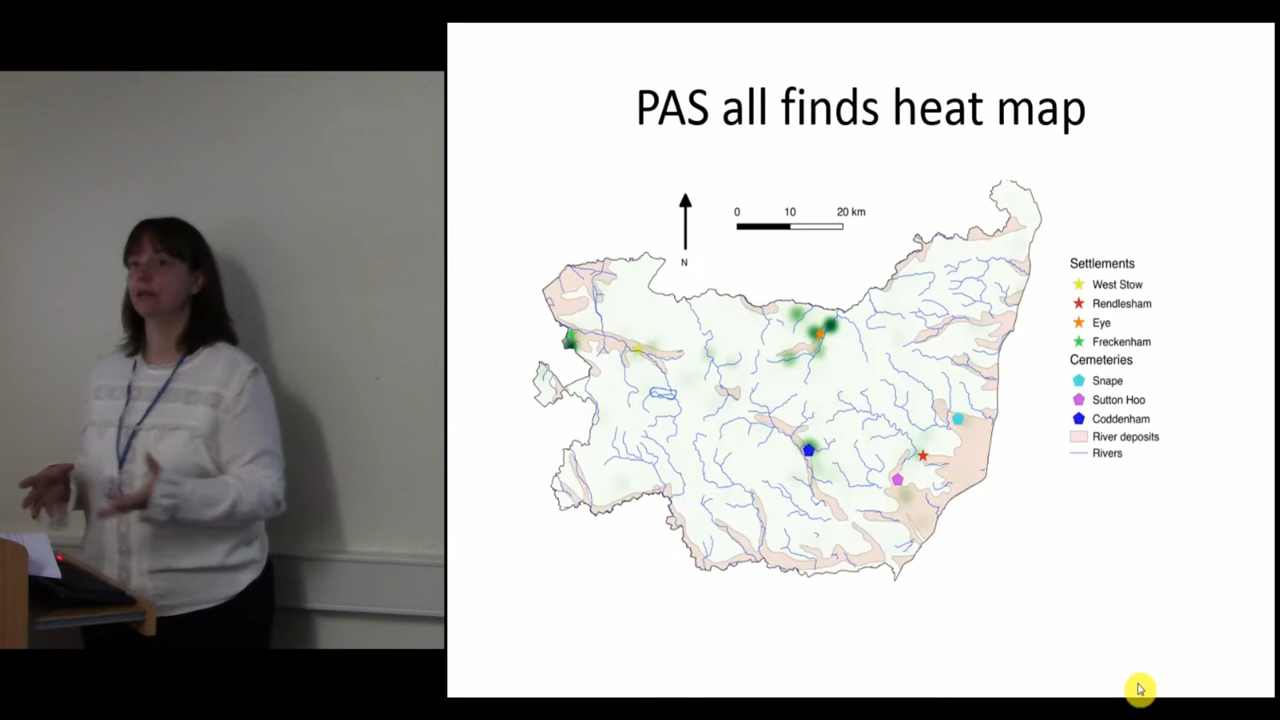 PAS all finds heat map
0 10 20 km
N
Settlements
West Stow
Rendlesham
Eye
Freckenham
Cemeteries
Snape
Sutton Hoo
Coddenham
River deposits
Rivers